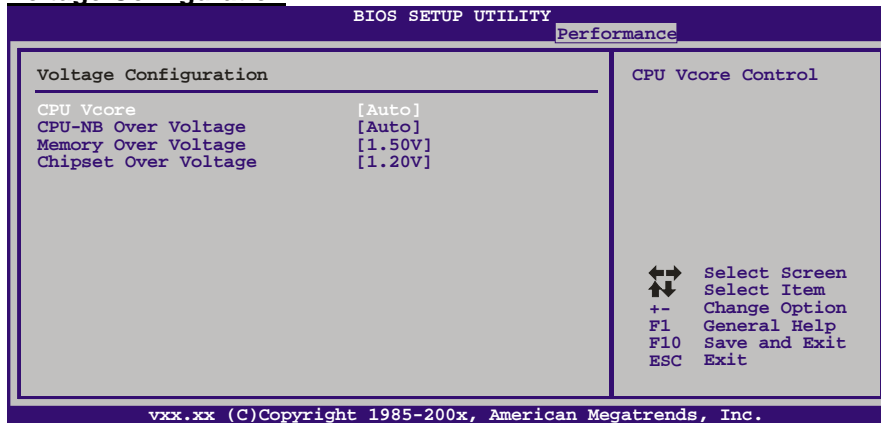 BIOS SETUP UTILITY
Performance
Voltage Configuration
CPU Vcore [Auto]
CPU-NB Over Voltage [Auto]
Memory Over Voltage [1.50V]
Chipset Over Voltage [1.20V]
CPU Vcore Control
Select Screen
Select Item
+- Change Option
F1 General Help
F10 Save and Exit
ESC Exit
vxx.xx (C)Copyright 1985-200x, American Megatrends, Inc.